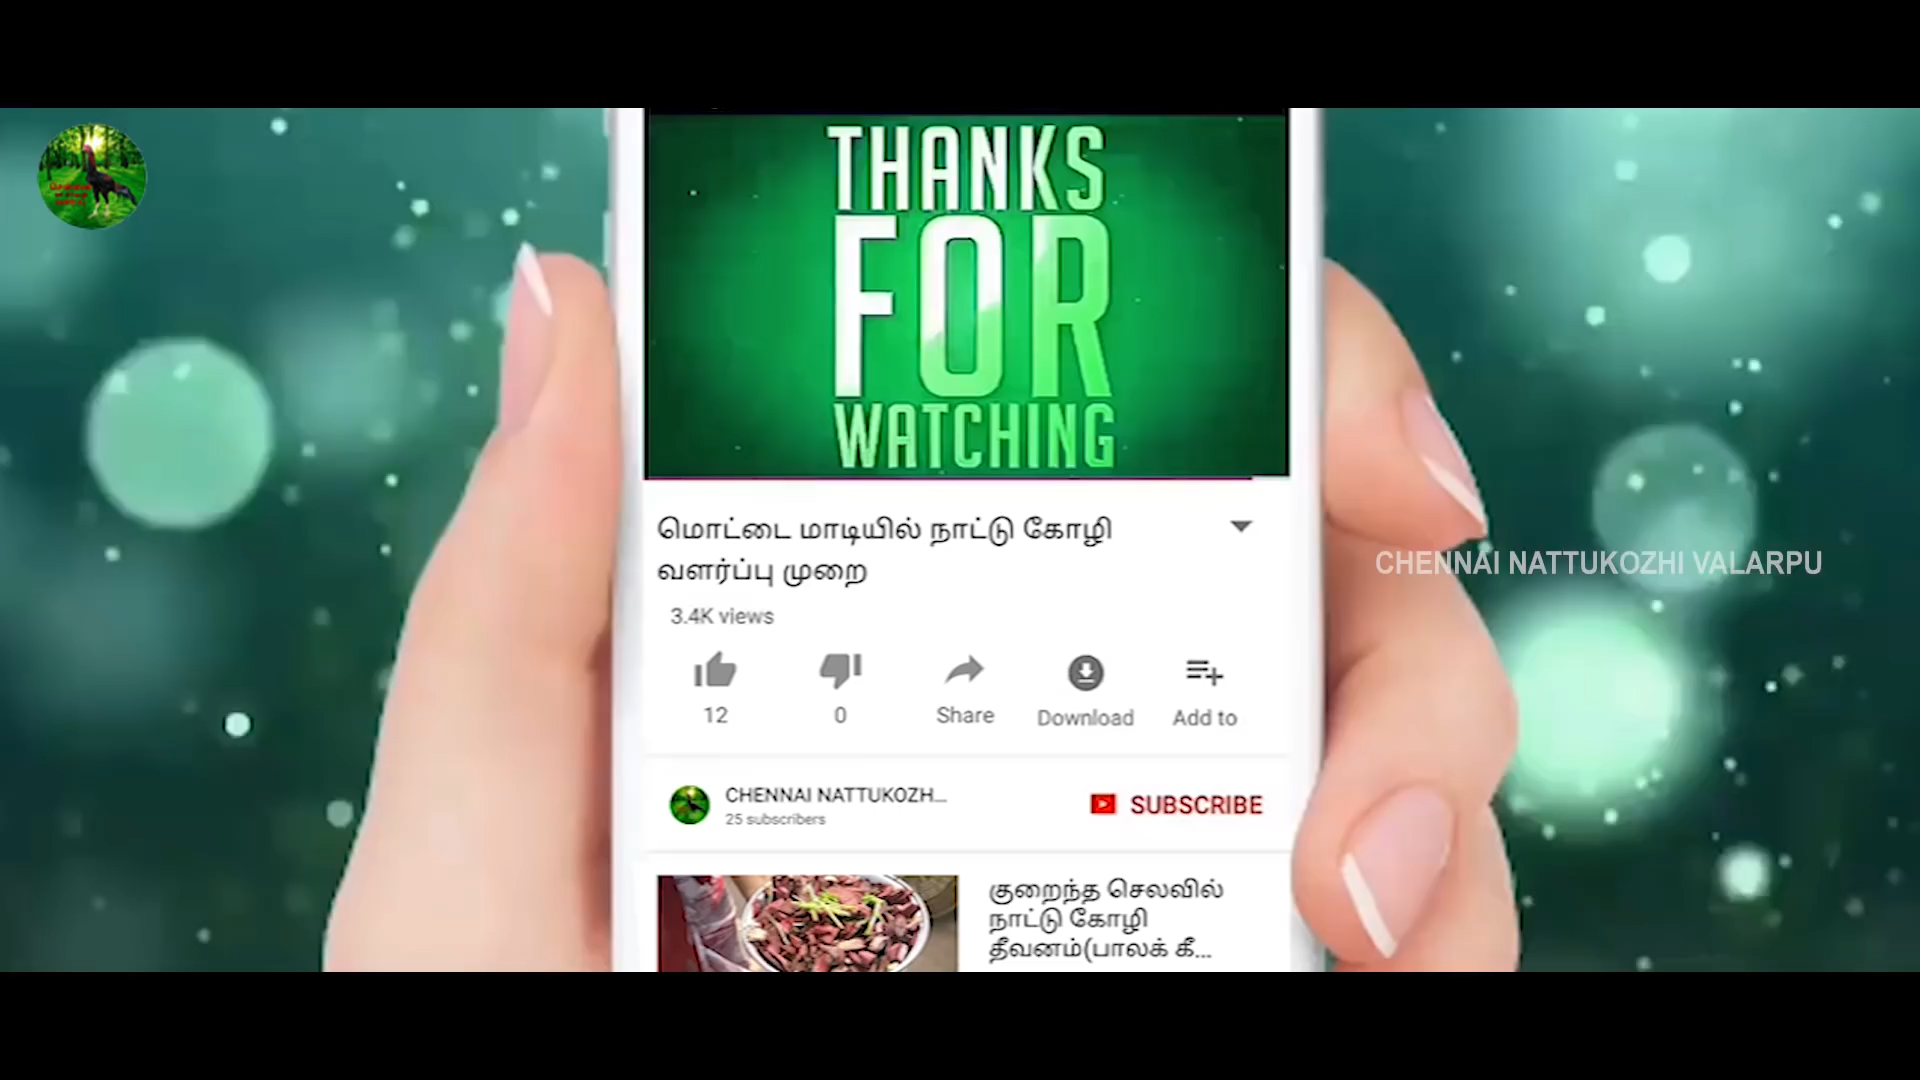 THANKS
FOR
WATCHING
மொட்டை மாடியில் நாட்டு கோழி
வளர்ப்பு முறை
3.4K views
12
0
Share
Download
Add to
CHENNAI NATTUKOZH...
25 subscribers
SUBSCRIBE
குறைந்த செலவில்
நாட்டு கோழி
தீவனம்(பாலக் கீ...
CHENNAI NATTUKOZHI VALARPU